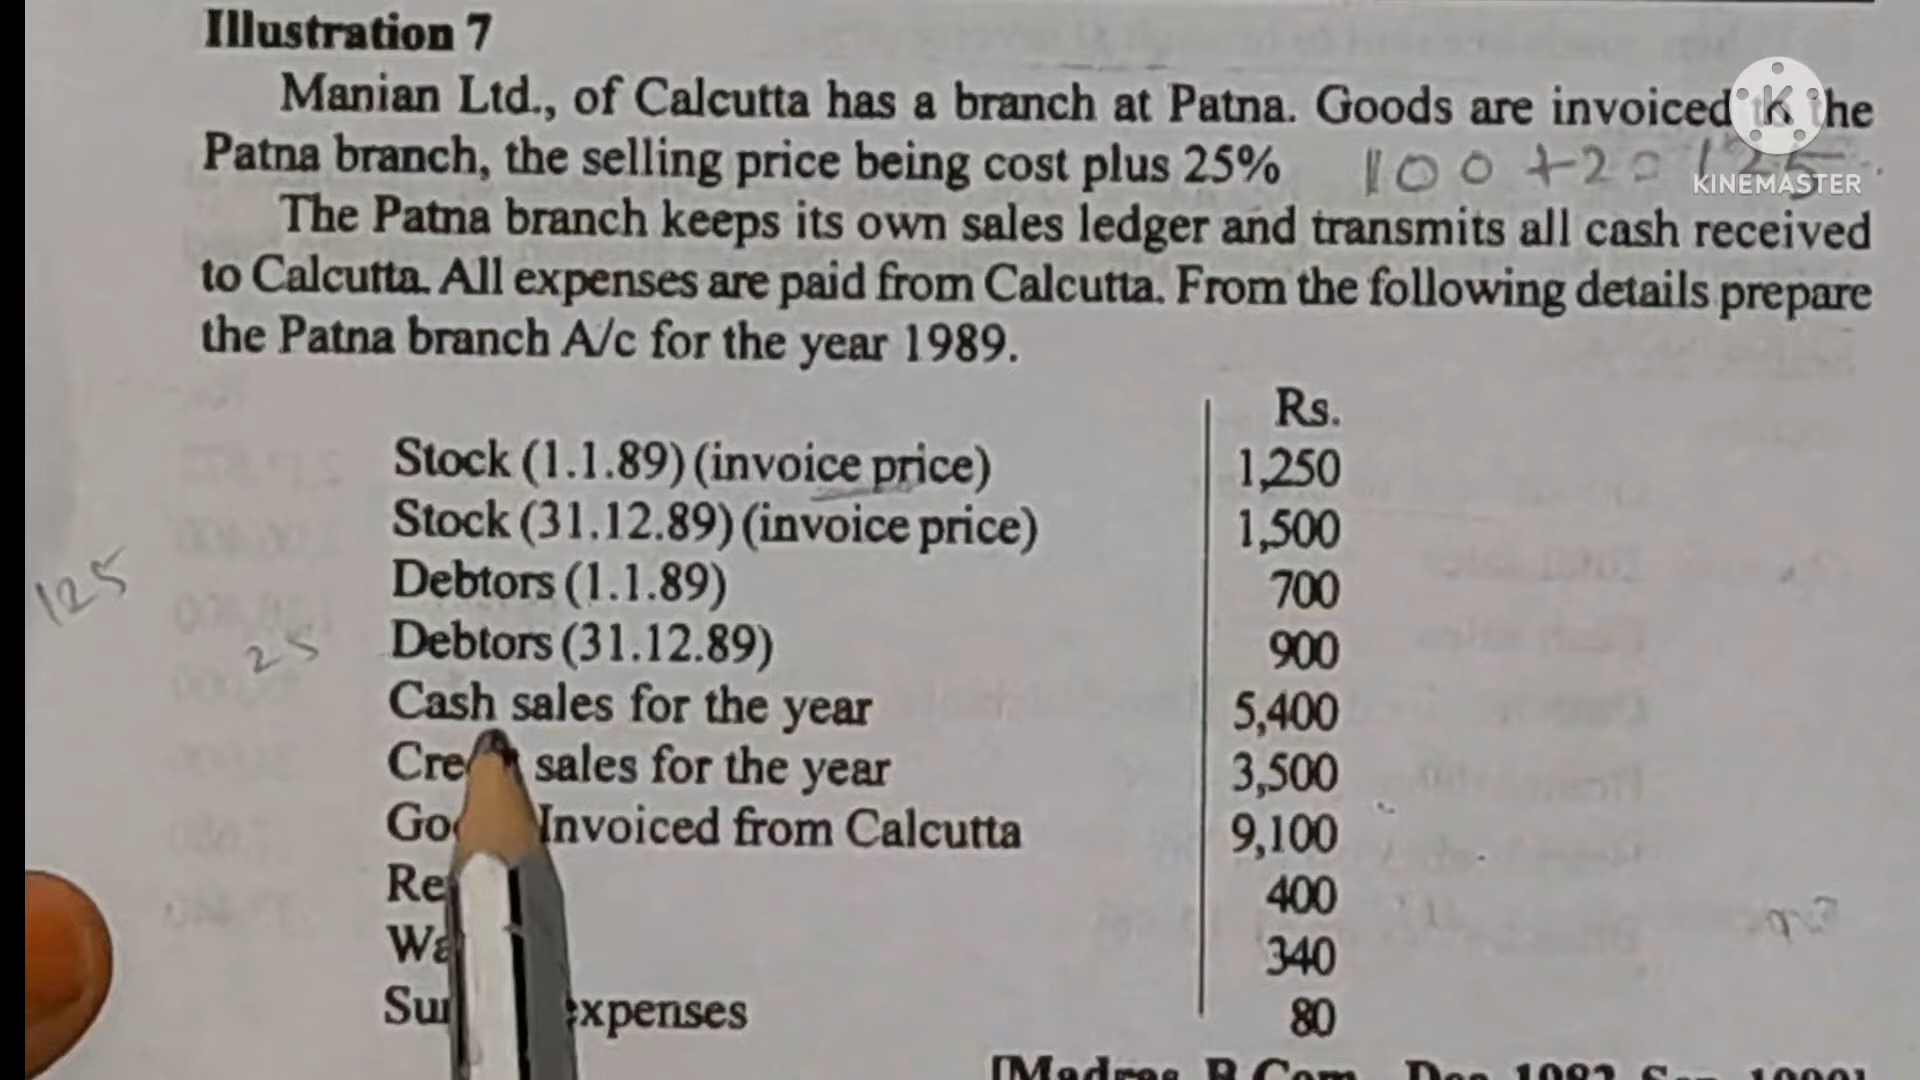 Illustration 7
Manian Ltd., of Calcutta has a branch at Patna. Goods are invoiced the
K
Patna branch, the selling price being cost plus 25% 100+20 125
KINEMASTER
The Patna branch keeps its own sales ledger and transmits all cash received
to Calcutta. All expenses are paid from Calcutta. From the following details prepare
the Patna branch A/c for the year 1989.
Rs.
Stock (1.1.89) (invoice price) 1,250
Stock (31.12.89) (invoice price) 1,500
125
Debtors (1.1.89) 700
25
Debtors (31.12.89) 900
Cash sales for the year 5,400
sales for the year 3,500
Invoiced from Calcutta 9,100
400
340
expenses 80